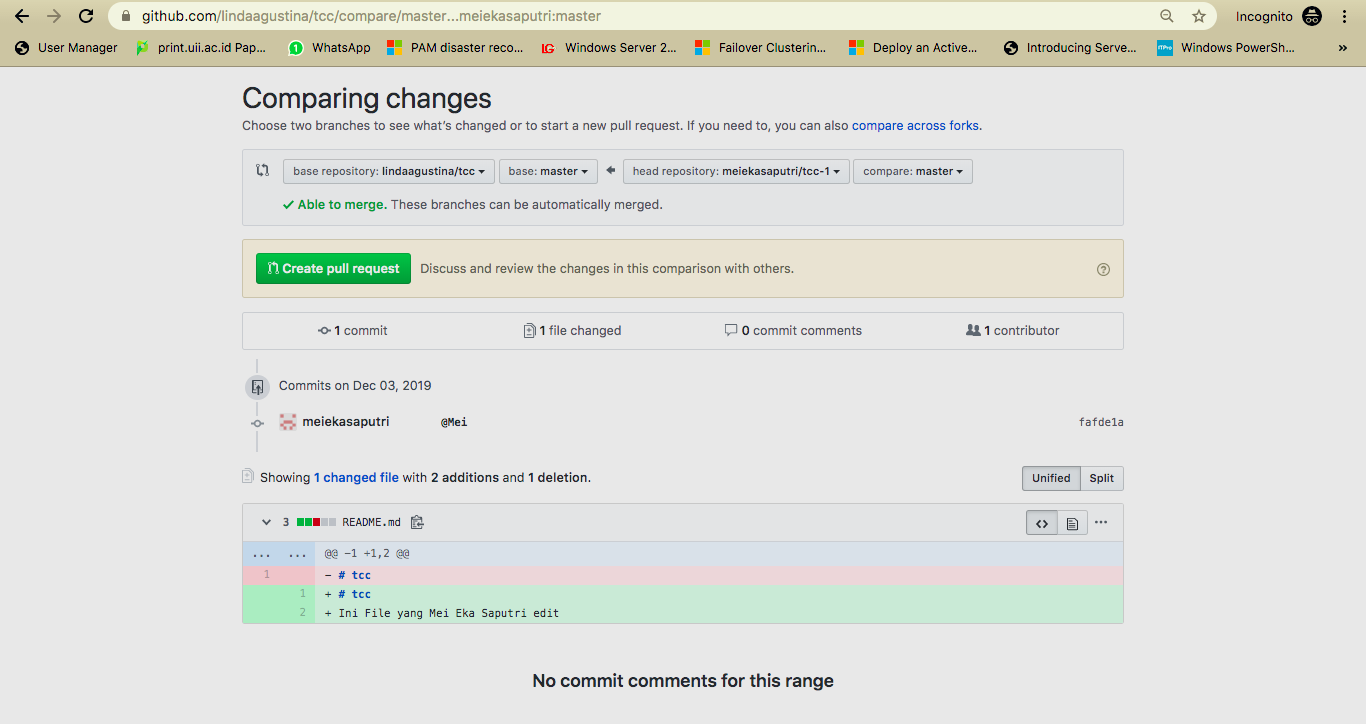 github.com/lindaagustina/tcc/compare/master...meiekasaputri:master
Incognito
User Manager
print.uii.ac.id Pap...
1
WhatsApp
PAM disaster reco...
LG
Windows Server 2...
Failover Clusterin...
Deploy an Active...
Introducing Serve...
ITPro
Windows PowerSh...
»
Comparing changes
Choose two branches to see what's changed or to start a new pull request. If you need to, you can also compare across forks.
base repository: lindaagustina/tcc
base: master
head repository: meiekasaputri/tcc-1
compare: master
Able to merge. These branches can be automatically merged.
Create pull request
Discuss and review the changes in this comparison with others.
?
1 commit
1 file changed
0 commit comments
1 contributor
Commits on Dec 03, 2019
meiekasaputri
@Mei
fafde1a
Showing 1 changed file with 2 additions and 1 deletion.
Unified
Split
3
README.md
<>
...
... ... @@ -1 +1,2 @@
1 - # tcc
1 + # tcc
2 + Ini File yang Mei Eka Saputri edit
No commit comments for this range